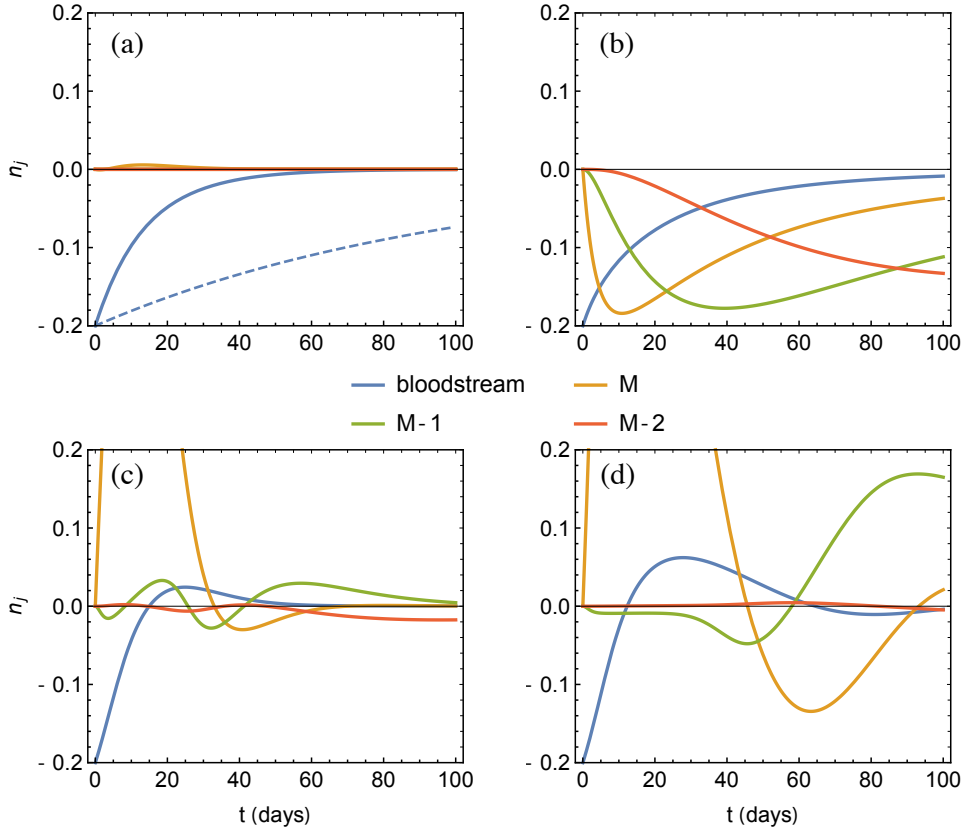 (a) (b)
0.2 0.2
0.1 0.1
n_j 0.0 0.0
- 0.1 - 0.1
- 0.2 - 0.2
0 20 40 60 80 100 0 20 40 60 80 100
bloodstream M
M - 1 M - 2
(c) (d)
0.2 0.2
0.1 0.1
n_j 0.0 0.0
- 0.1 - 0.1
- 0.2 - 0.2
0 20 40 60 80 100 0 20 40 60 80 100
t (days) t (days)